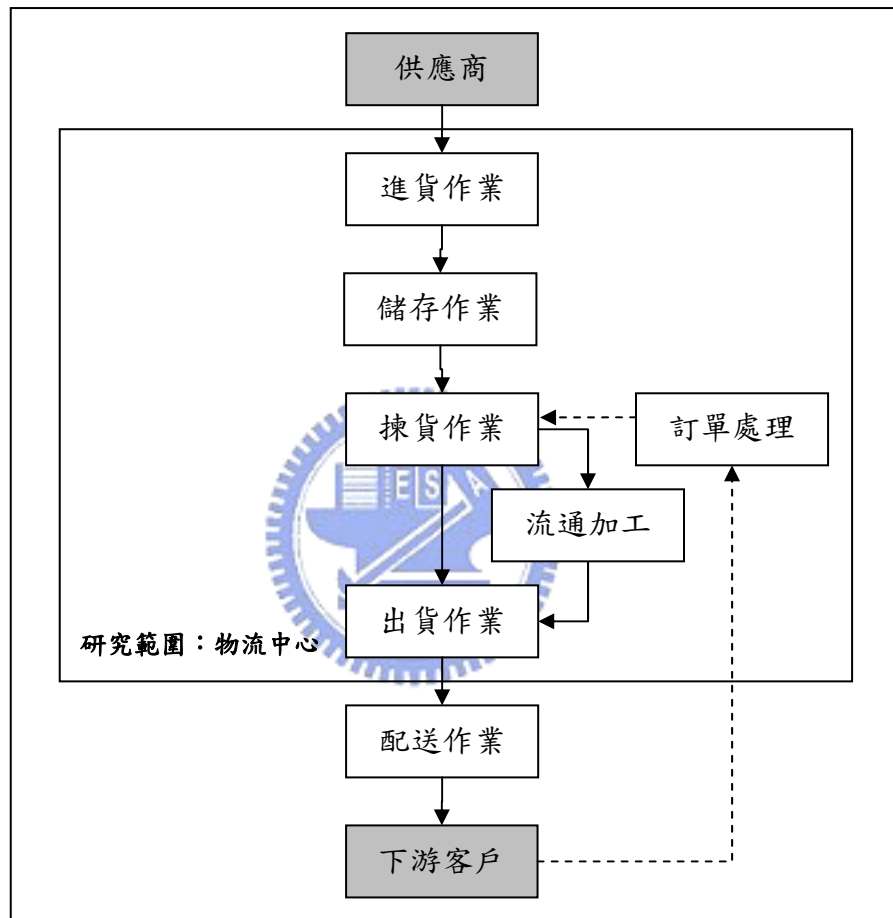 供應商
進貨作業
儲存作業
揀貨作業
訂單處理
ESA
流通加工
出貨作業
研究範圍：物流中心
配送作業
下游客戶